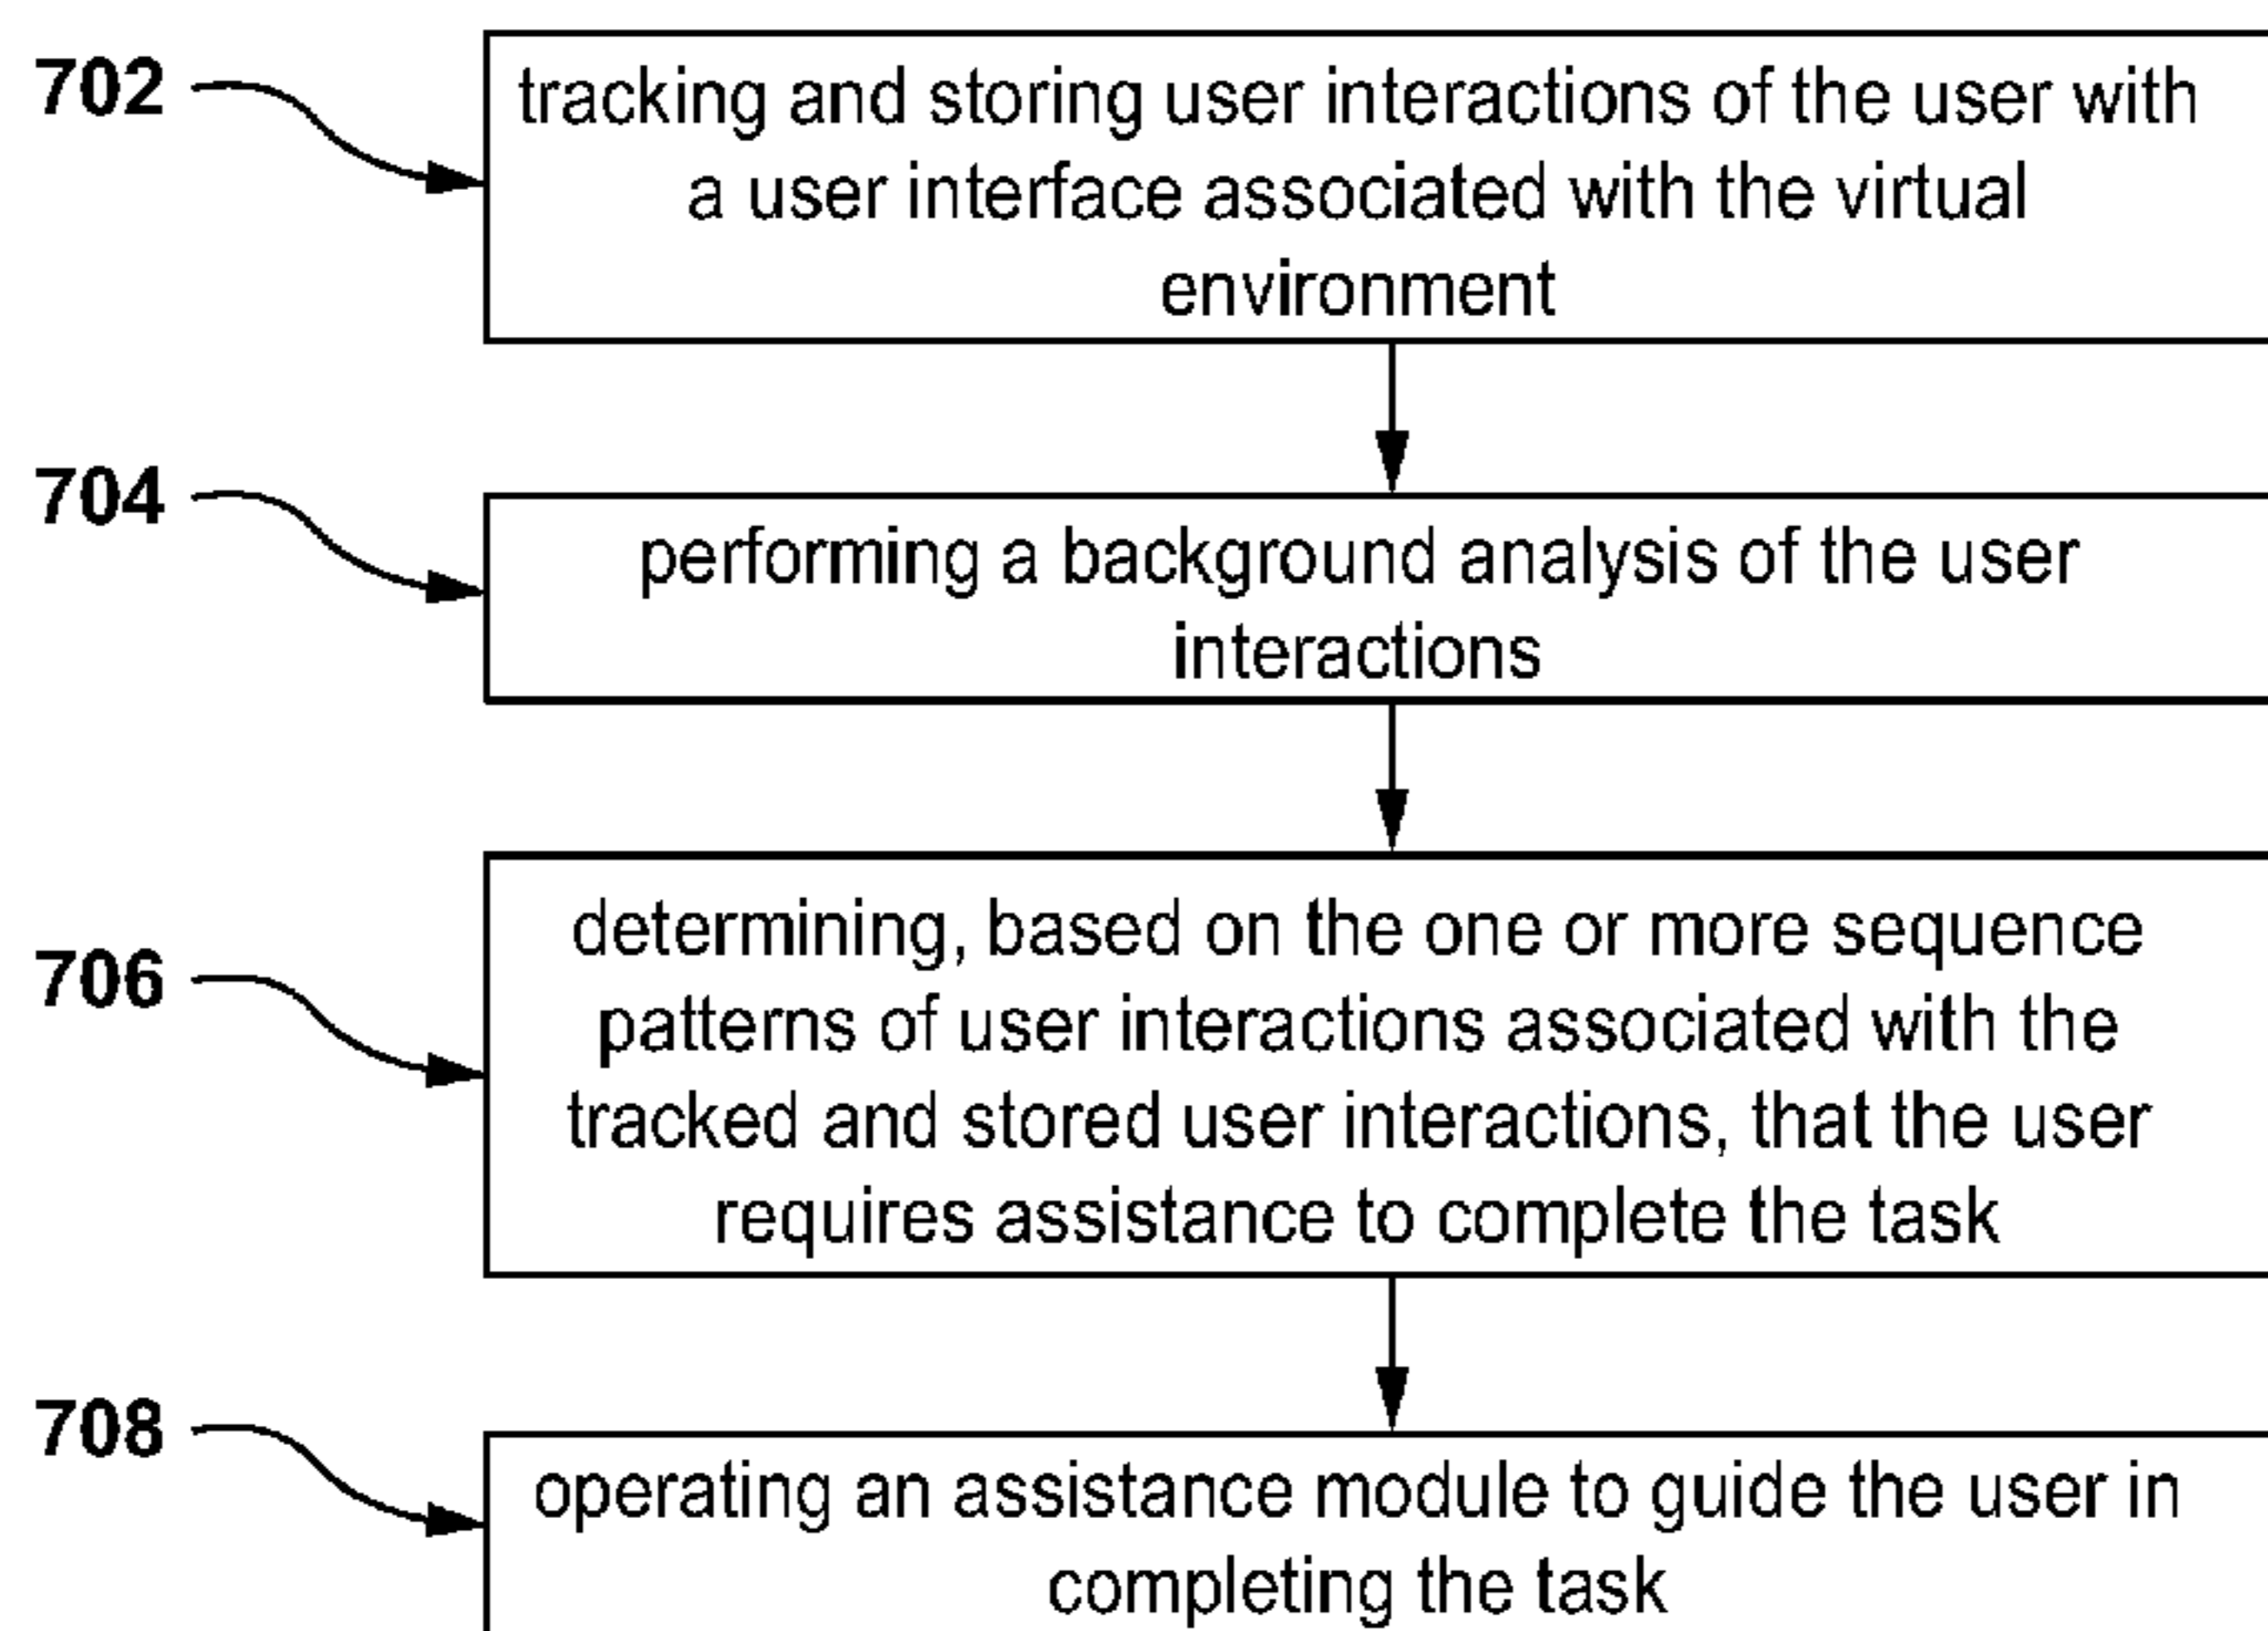 702
tracking and storing user interactions of the user with
a user interface associated with the virtual
environment
704
performing a background analysis of the user
interactions
706
determining, based on the one or more sequence
patterns of user interactions associated with the
tracked and stored user interactions, that the user
requires assistance to complete the task
708
operating an assistance module to guide the user in
completing the task